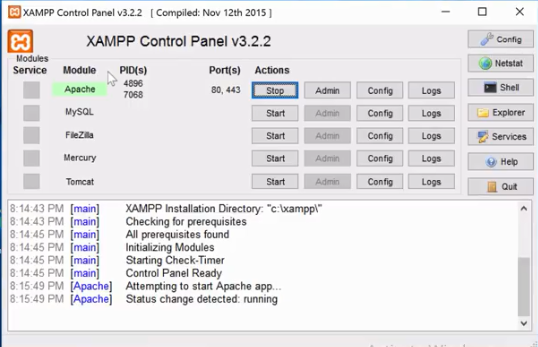 XAMPP Control Panel v3.2.2 [ Compiled: Nov 12th 2015 ]
XAMPP Control Panel v3.2.2
Config
Modules
Service Module PID(s) Port(s) Actions
Netstat
Apache 4896 7068 80, 443 Stop Admin Config Logs
Shell
MySQL Start Admin Config Logs
Explorer
FileZilla Start Admin Config Logs
Services
Mercury Start Admin Config Logs
Help
Tomcat Start Admin Config Logs
Quit
8:14:43 PM [main] XAMPP Installation Directory: "c:\xampp\"
8:14:43 PM [main] Checking for prerequisites
8:14:45 PM [main] All prerequisites found
8:14:45 PM [main] Initializing Modules
8:14:45 PM [main] Starting Check-Timer
8:14:45 PM [main] Control Panel Ready
8:15:49 PM [Apache] Attempting to start Apache app...
8:15:49 PM [Apache] Status change detected: running